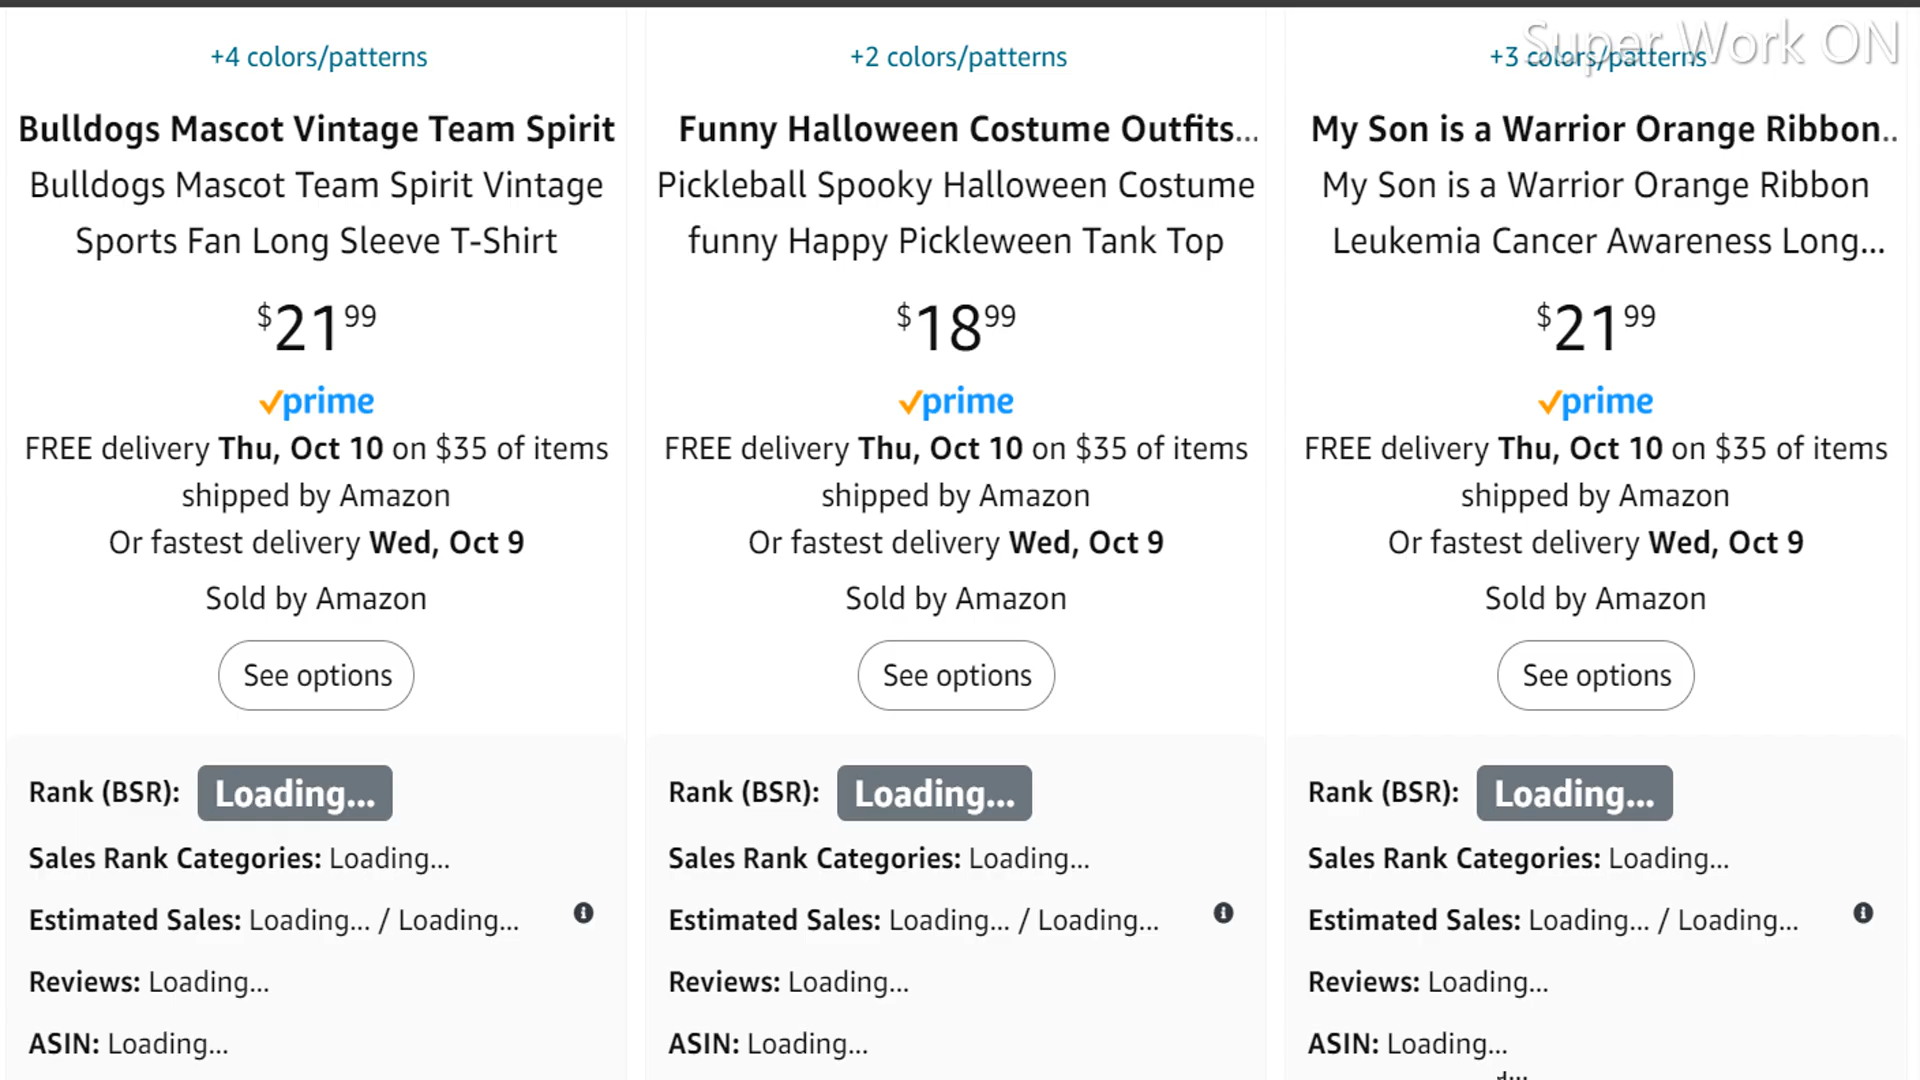 Super Work ON
+4 colors/patterns
Bulldogs Mascot Vintage Team Spirit
Bulldogs Mascot Team Spirit Vintage
Sports Fan Long Sleeve T-Shirt
$21 99
prime
FREE delivery Thu, Oct 10 on $35 of items
shipped by Amazon
Or fastest delivery Wed, Oct 9
Sold by Amazon
See options
Rank (BSR): Loading...
Sales Rank Categories: Loading...
Estimated Sales: Loading... / Loading...
Reviews: Loading...
ASIN: Loading...
+2 colors/patterns
Funny Halloween Costume Outfits...
Pickleball Spooky Halloween Costume
funny Happy Pickleween Tank Top
$18 99
prime
FREE delivery Thu, Oct 10 on $35 of items
shipped by Amazon
Or fastest delivery Wed, Oct 9
Sold by Amazon
See options
Rank (BSR): Loading...
Sales Rank Categories: Loading...
Estimated Sales: Loading... / Loading...
Reviews: Loading...
ASIN: Loading...
+3 colors/patterns
My Son is a Warrior Orange Ribbon..
My Son is a Warrior Orange Ribbon
Leukemia Cancer Awareness Long...
$21 99
prime
FREE delivery Thu, Oct 10 on $35 of items
shipped by Amazon
Or fastest delivery Wed, Oct 9
Sold by Amazon
See options
Rank (BSR): Loading...
Sales Rank Categories: Loading...
Estimated Sales: Loading... / Loading...
Reviews: Loading...
ASIN: Loading...